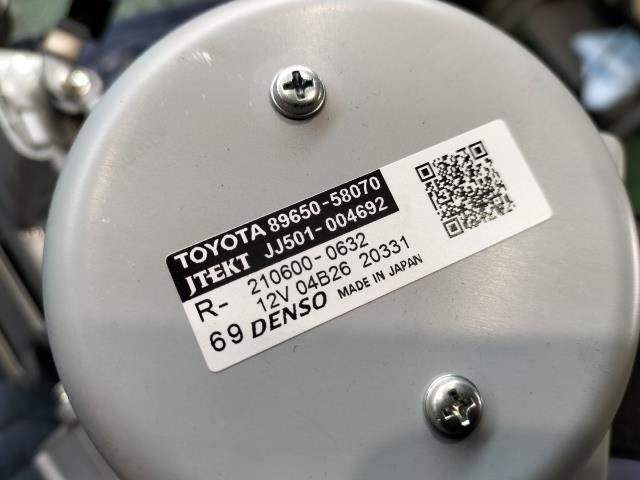 TOYOTA 89650-58070
JTEKT JJ501-004692
R- 210600-0632
12V 04B26 20331
69 DENSO MADE IN JAPAN